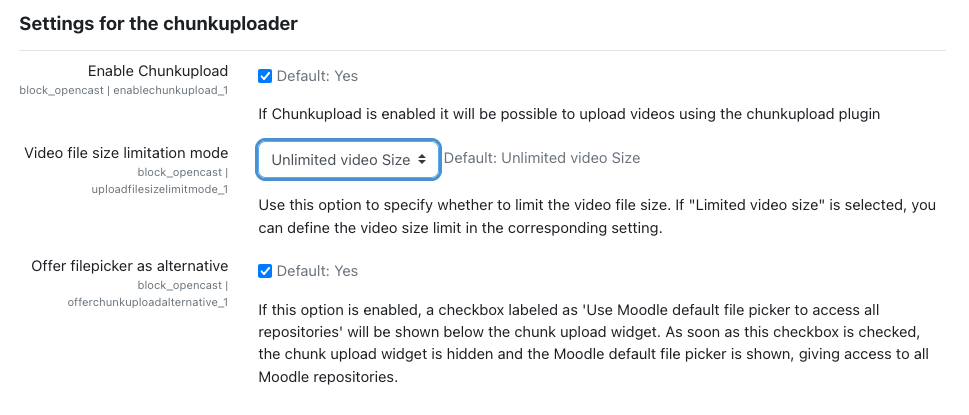 Settings for the chunkuploader
Enable Chunkupload
block_opencast | enablechunkupload_1
Default: Yes
If Chunkupload is enabled it will be possible to upload videos using the chunkupload plugin
Video file size limitation mode
block_opencast |
uploadfilesizelimitmode_1
Unlimited video Size
Default: Unlimited video Size
Use this option to specify whether to limit the video file size. If "Limited video size" is selected, you
can define the video size limit in the corresponding setting.
Offer filepicker as alternative
block_opencast |
offerchunkuploadalternative_1
Default: Yes
If this option is enabled, a checkbox labeled as 'Use Moodle default file picker to access all
repositories' will be shown below the chunk upload widget. As soon as this checkbox is checked,
the chunk upload widget is hidden and the Moodle default file picker is shown, giving access to all
Moodle repositories.